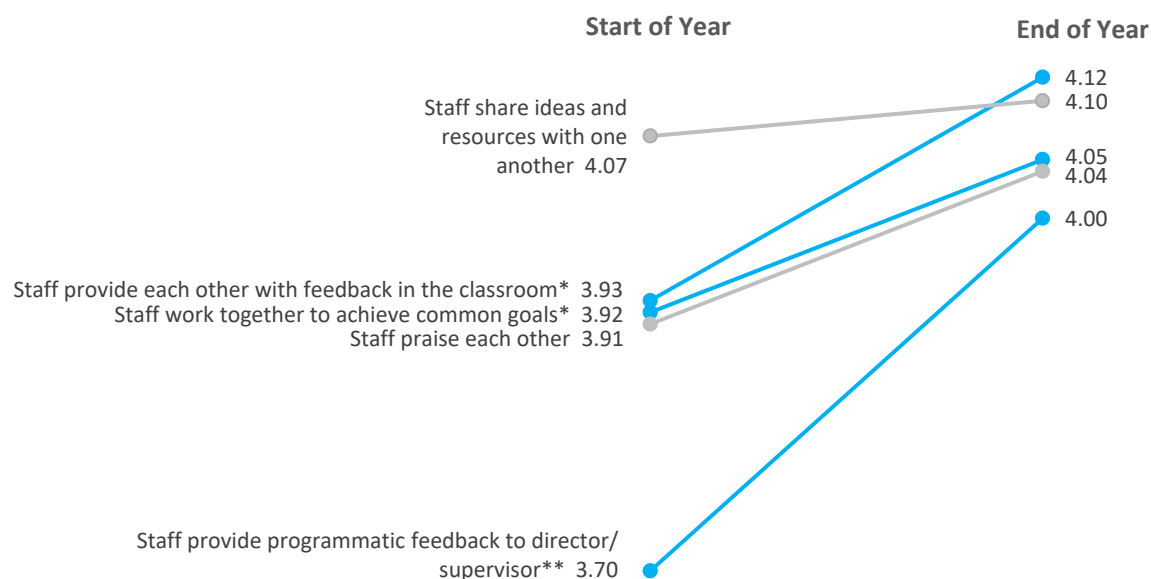 Start of Year
End of Year
4.12
Staff share ideas and
resources with one
another 4.07
4.10
4.05
4.04
4.00
Staff provide each other with feedback in the classroom* 3.93
Staff work together to achieve common goals* 3.92
Staff praise each other 3.91
Staff provide programmatic feedback to director/
supervisor** 3.70